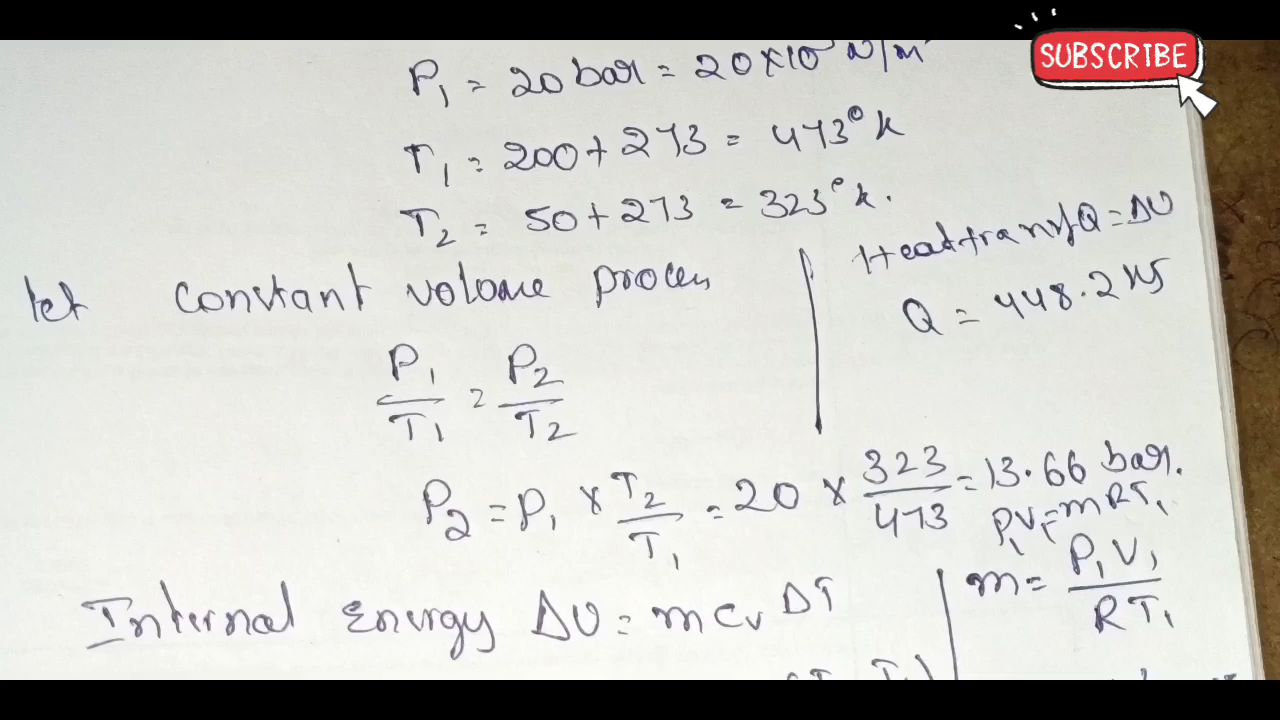 SUBSCRIBE
P₁ = 20 bar = 20×10 N/m
T₁ = 200 + 273 = 473°k
T₂ = 50 + 273 = 323°k.
Heat transf Q = ΔU
Q = 448.2 kJ
let constant volume process
P₁/T₁ = P₂/T₂
P₂ = P₁ × T₂/T₁ = 20 × 323/473 = 13.66 bar.
P₁V₁ = mRT₁
m = P₁V₁/RT₁
Internal Energy ΔU = mcv ΔT